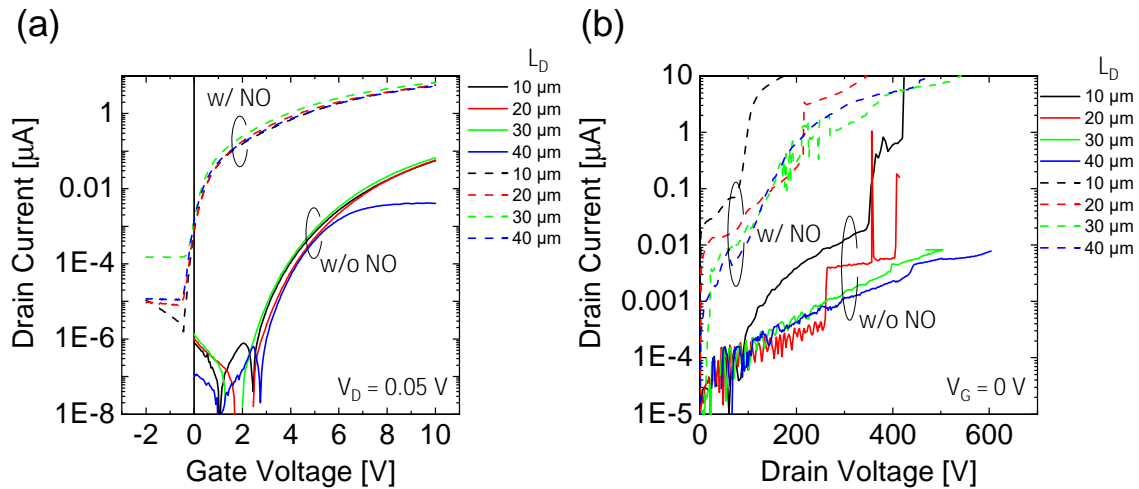 (a)
Drain Current [µA]
1
0.01
1E-4
1E-6
1E-8
-2 0 2 4 6 8 10
Gate Voltage [V]
w/ NO
w/o NO
V_D = 0.05 V
L_D
10 µm
20 µm
30 µm
40 µm
10 µm
20 µm
30 µm
40 µm
(b)
Drain Current [µA]
10
1
0.1
0.01
0.001
1E-4
1E-5
0 200 400 600
Drain Voltage [V]
w/ NO
w/o NO
V_G = 0 V
L_D
10 µm
20 µm
30 µm
40 µm
10 µm
20 µm
30 µm
40 µm